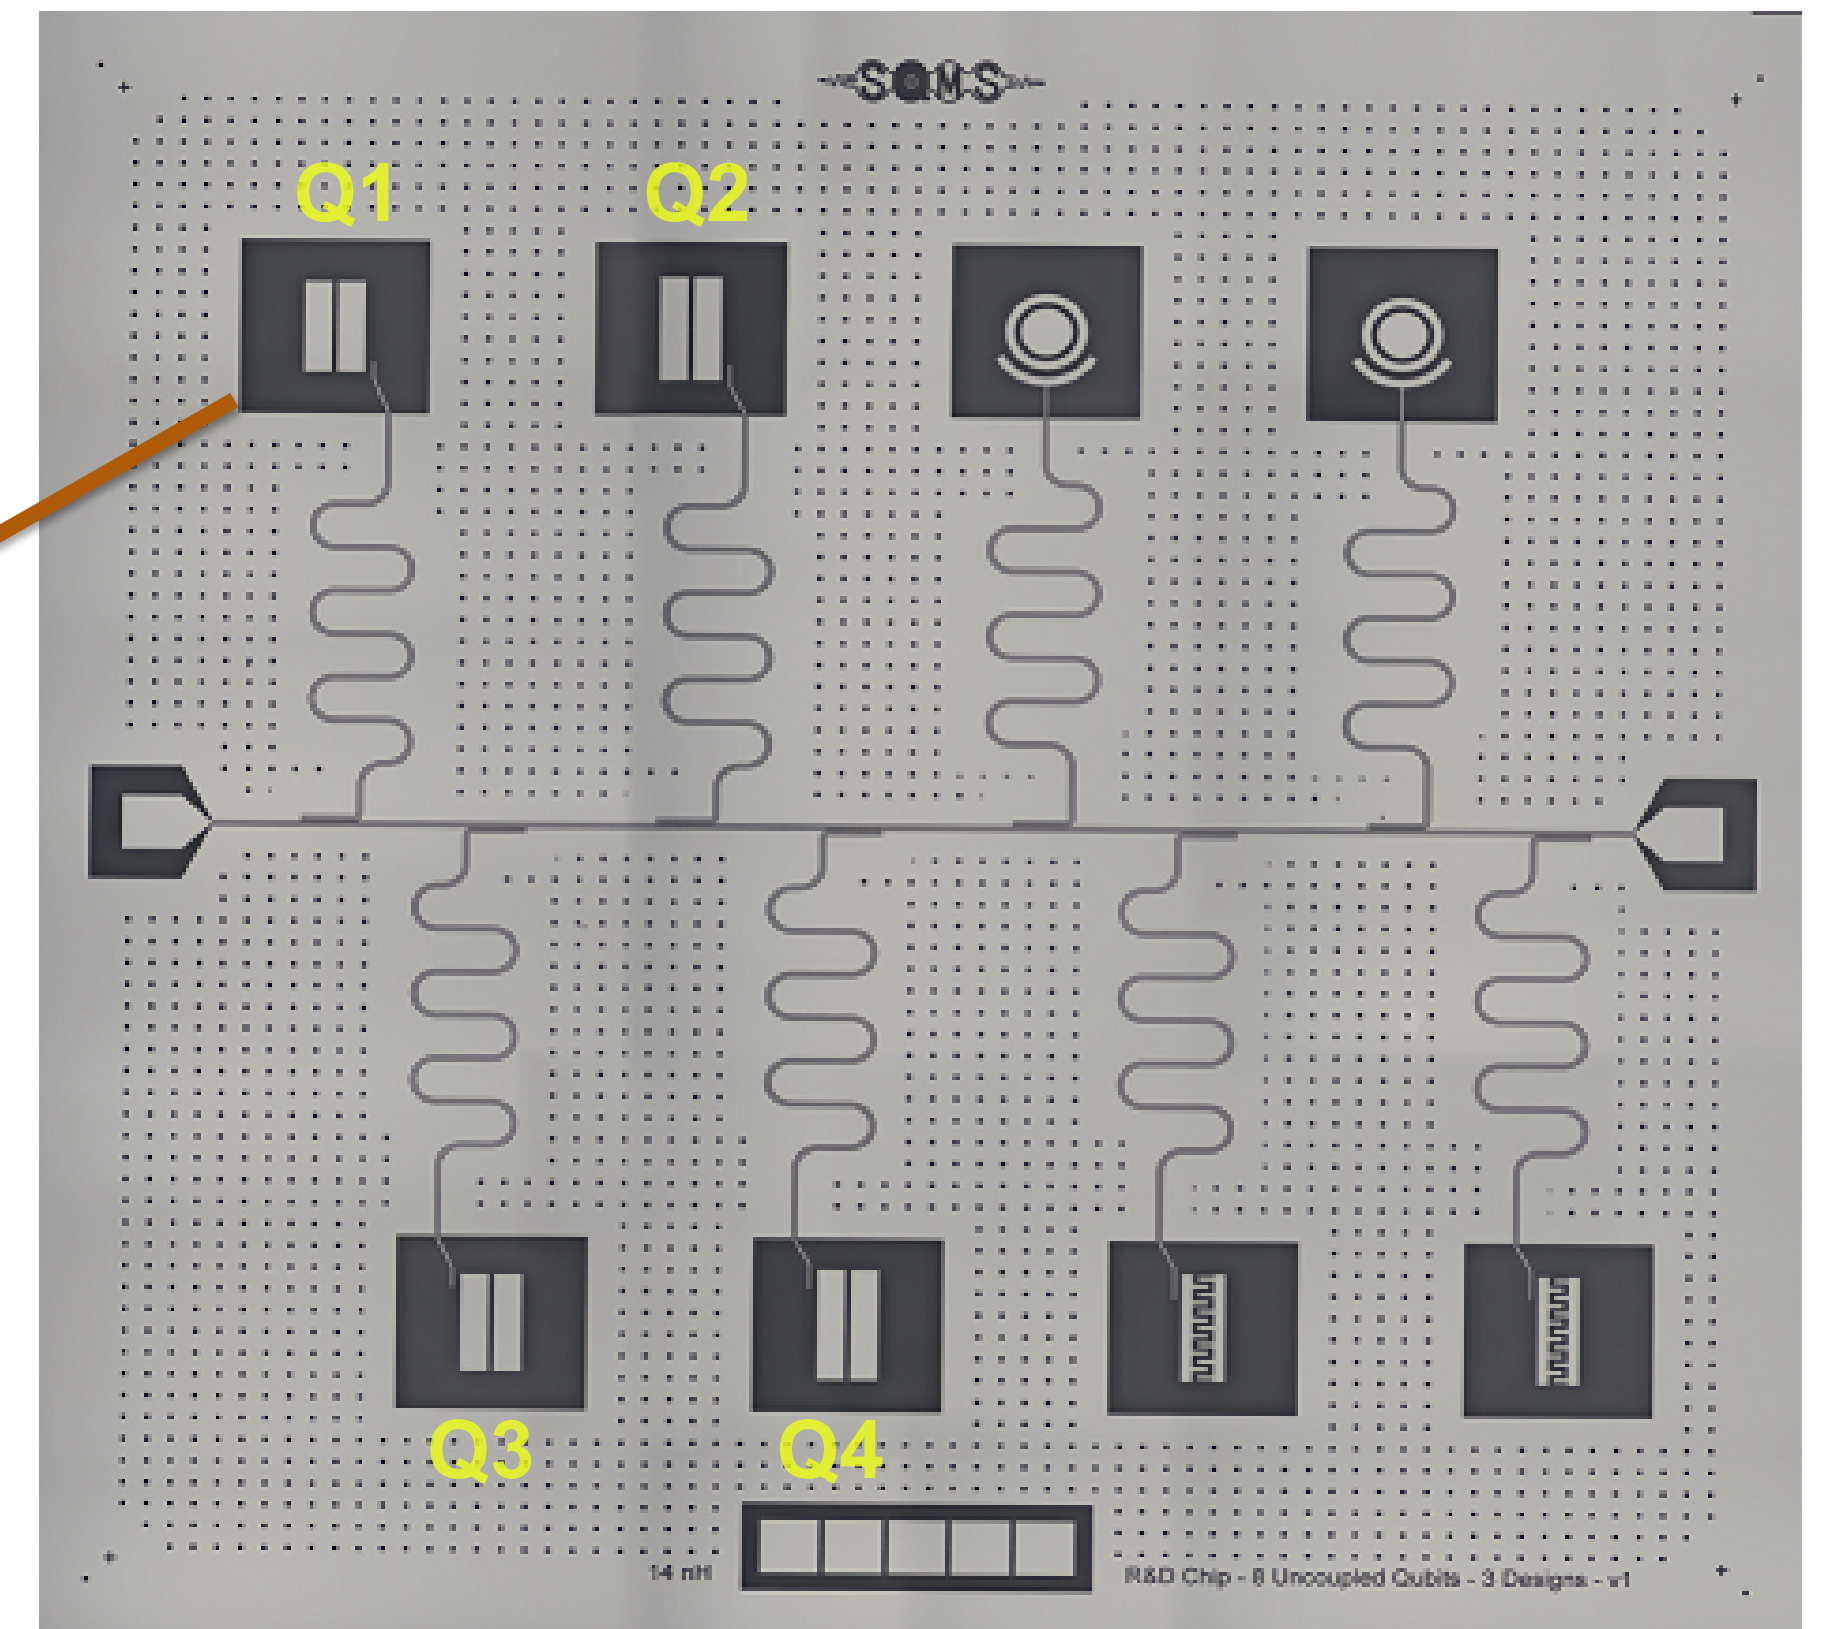 SQMS
Q1 Q2
Q3 Q4
14 nH
R&D Chip - 8 Uncoupled Qubits - 3 Designs - v1